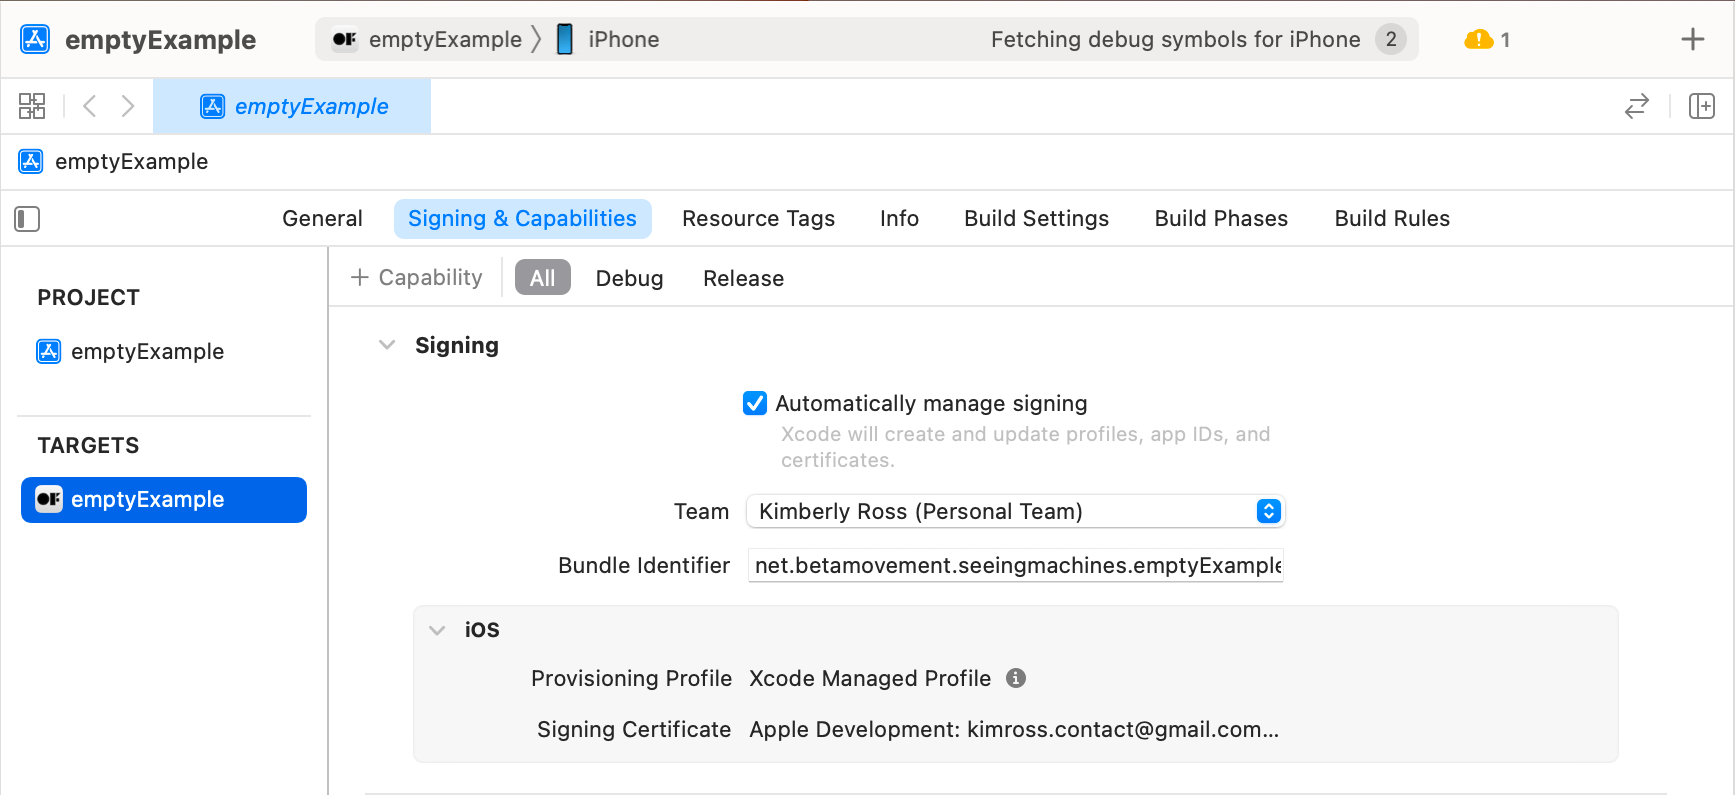 emptyExample
OF emptyExample iPhone Fetching debug symbols for iPhone 2 1
emptyExample
emptyExample
General Signing & Capabilities Resource Tags Info Build Settings Build Phases Build Rules
+ Capability All Debug Release
PROJECT
emptyExample
TARGETS
OF emptyExample
Signing
Automatically manage signing
Xcode will create and update profiles, app IDs, and
certificates.
Team Kimberly Ross (Personal Team)
Bundle Identifier net.betamovement.seeingmachines.emptyExample
iOS
Provisioning Profile Xcode Managed Profile
Signing Certificate Apple Development: kimross.contact@gmail.com...